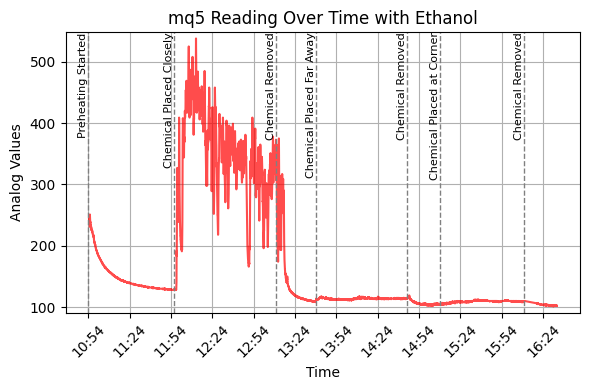 mq5 Reading Over Time with Ethanol
Analog Values
500
400
300
200
100
Preheating Started
Chemical Placed Closely
Chemical Removed
Chemical Placed Far Away
Chemical Removed
Chemical Placed at Corner
Chemical Removed
10:54
11:24
11:54
12:24
12:54
13:24
13:54
14:24
14:54
15:24
15:54
16:24
Time